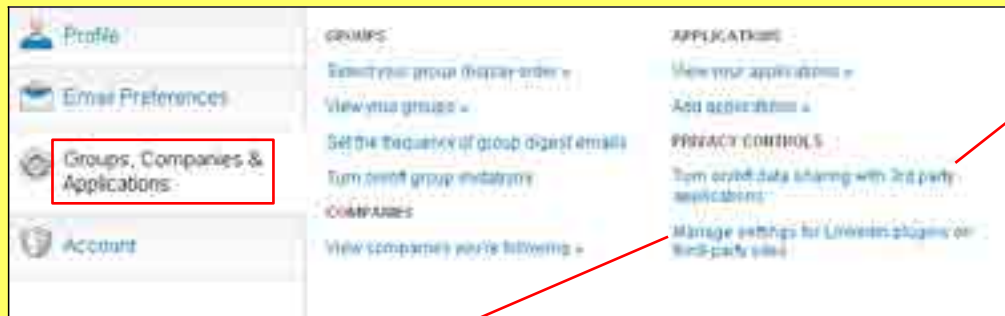 Profile
Email Preferences
Groups, Companies &
Applications
Account
GROUPS
Select your group display order »
View your groups »
Set the frequency of group digest emails
Turn on/off group invitations
COMPANIES
View companies you're following »
APPLICATIONS
View your applications »
Add applications »
PRIVACY CONTROLS
Turn on/off data sharing with 3rd party
applications
Manage settings for LinkedIn plugins on
third-party sites